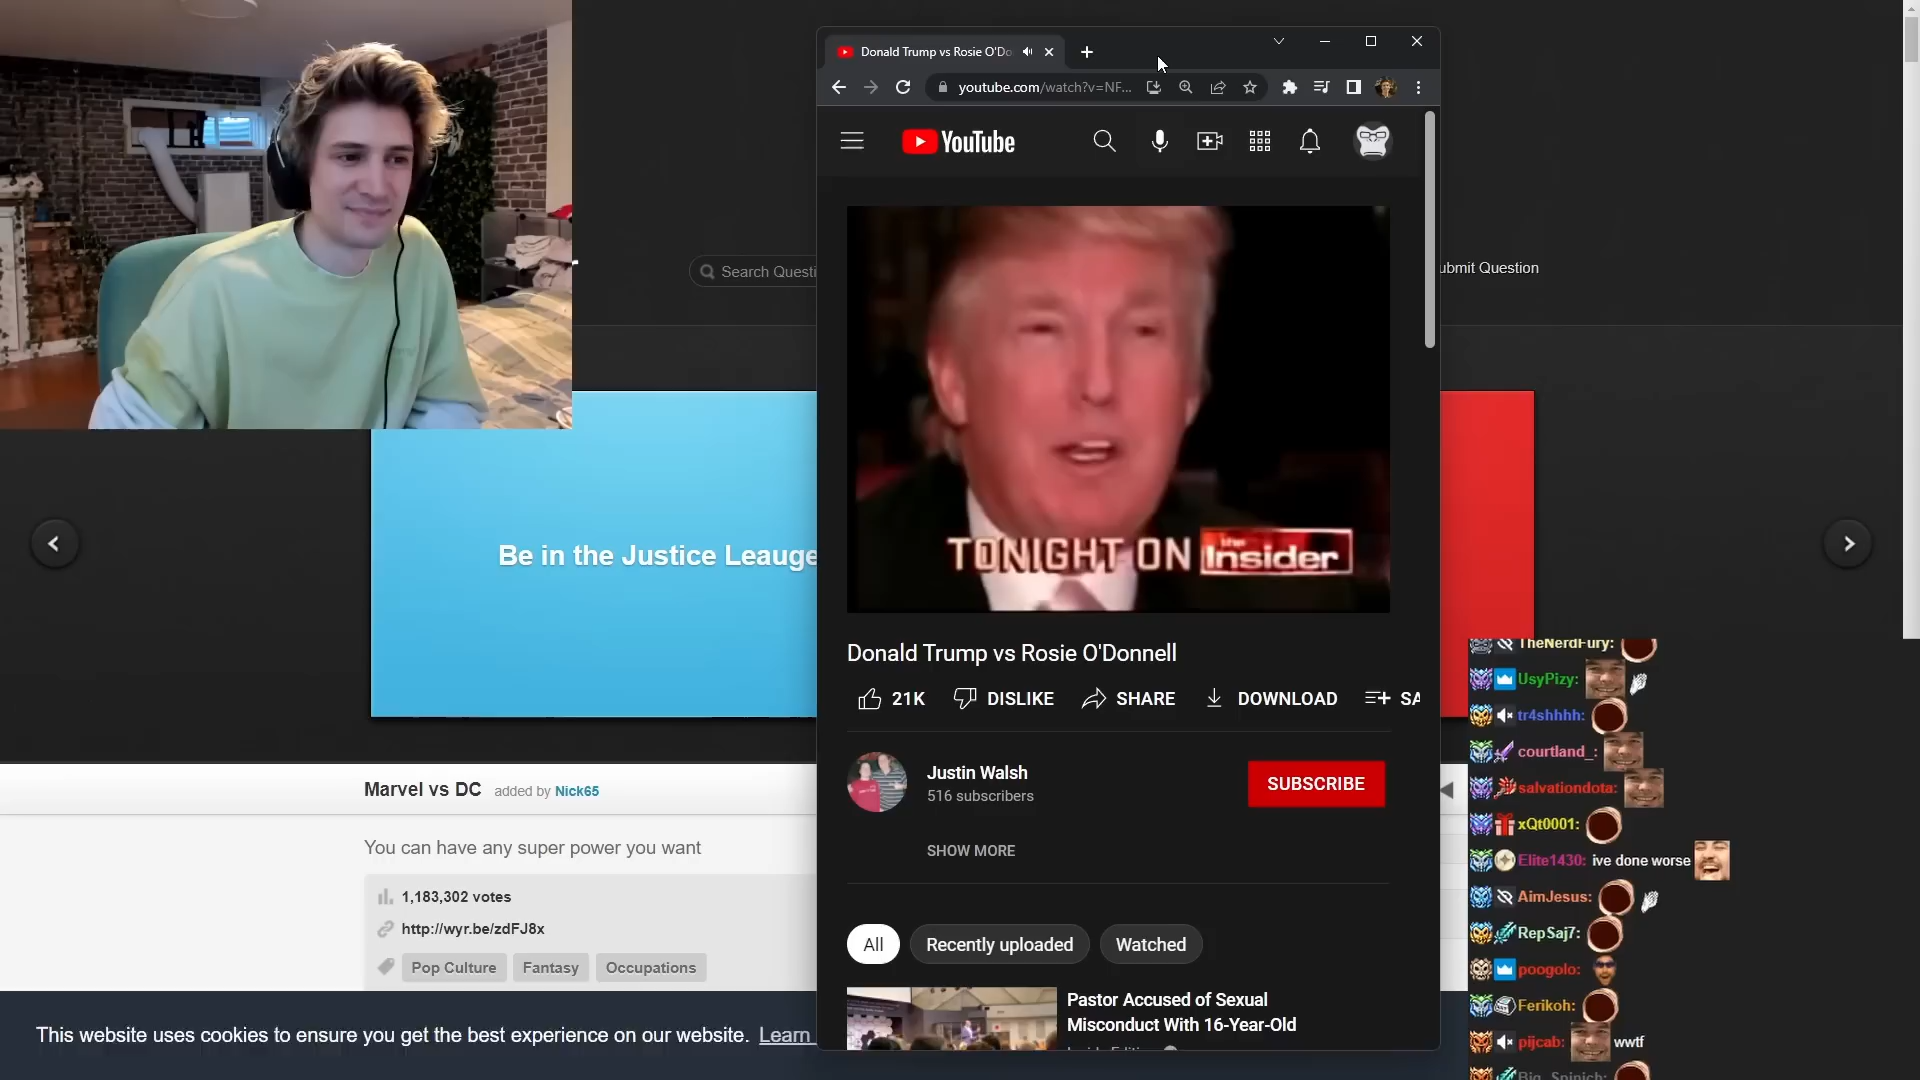 Donald Trump vs Rosie O'Do
youtube.com/watch?v=NF...
YouTube
Search Questi
ubmit Question
TONIGHT ON the Insider
Be in the Justice Leauge
Donald Trump vs Rosie O'Donnell
21K DISLIKE SHARE DOWNLOAD SA
Justin Walsh
516 subscribers
SUBSCRIBE
SHOW MORE
All Recently uploaded Watched
Pastor Accused of Sexual
Misconduct With 16-Year-Old
Marvel vs DC added by Nick65
You can have any super power you want
1,183,302 votes
http://wyr.be/zdFJ8x
Pop Culture Fantasy Occupations
This website uses cookies to ensure you get the best experience on our website. Learn
TheNerdFury:
UsyPizy:
tr4shhhh:
courtland_:
salvationdota:
xQt0001:
Elite1430: ive done worse
AimJesus:
RepSaj7:
poogolo:
Ferikoh:
pijcab: wwtf
Big_Spinich: